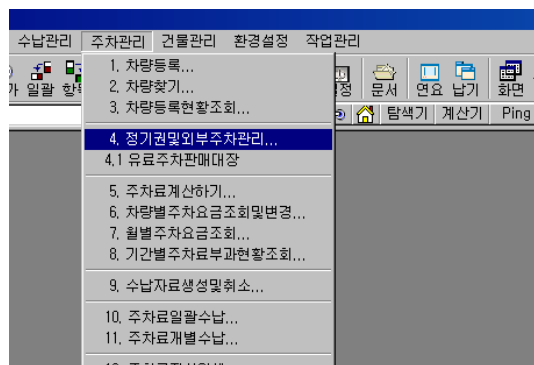 수납관리 주차관리 건물관리 환경설정 작업관리
일괄
문서 연요 납기 화면
탐색기 계산기 Ping
1. 차량등록...
2. 차량찾기...
3. 차량등록현황조회...
4. 정기권및외부주차관리...
4.1 유료주차판매대장
5. 주차료계산하기...
6. 차량별주차요금조회및변경...
7. 월별주차요금조회...
8. 기간별주차료부과현황조회...
9. 수납자료생성및취소...
10. 주차료일괄수납...
11. 주차료개별수납...